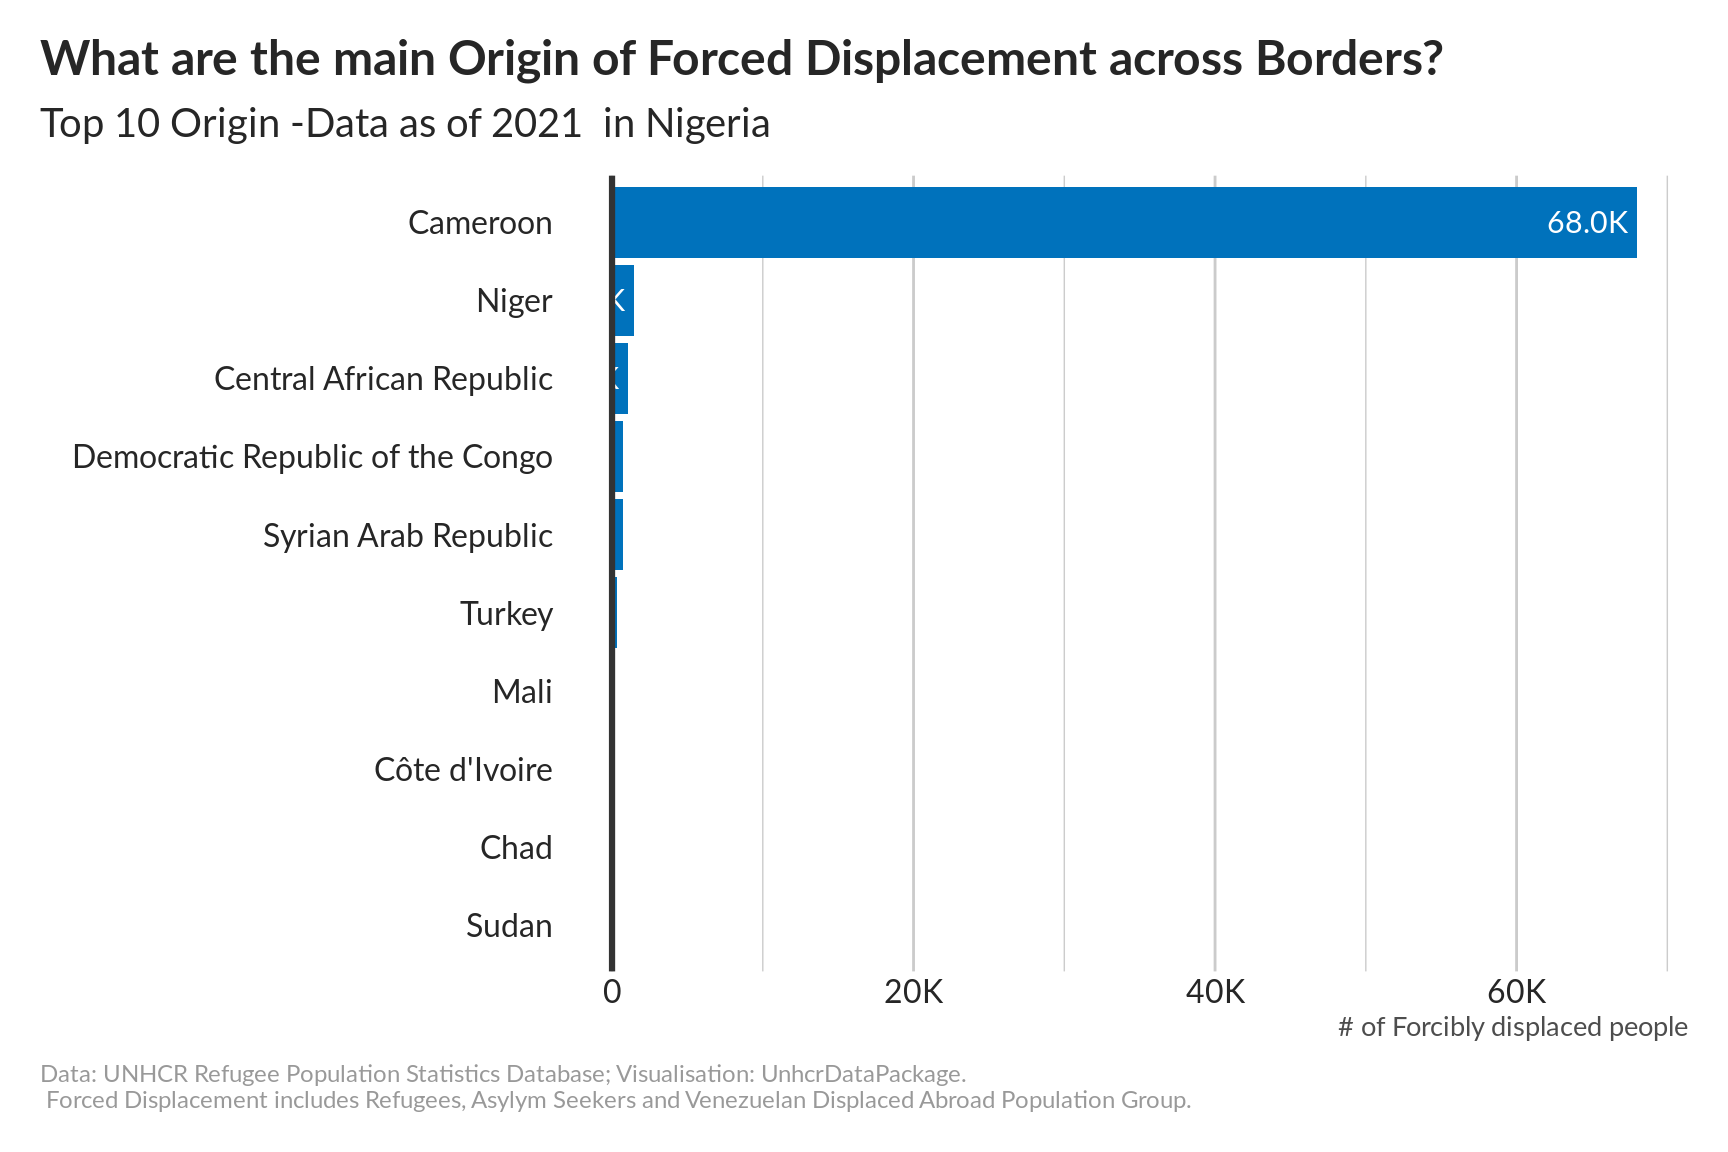 What are the main Origin of Forced Displacement across Borders?
Top 10 Origin -Data as of 2021  in Nigeria
Cameroon
68.0K
Niger
K
Central African Republic
Democratic Republic of the Congo
Syrian Arab Republic
Turkey
Mali
Côte d'Ivoire
Chad
Sudan
0 20K 40K 60K
# of Forcibly displaced people
Data: UNHCR Refugee Population Statistics Database; Visualisation: UnhcrDataPackage.
Forced Displacement includes Refugees, Asylym Seekers and Venezuelan Displaced Abroad Population Group.